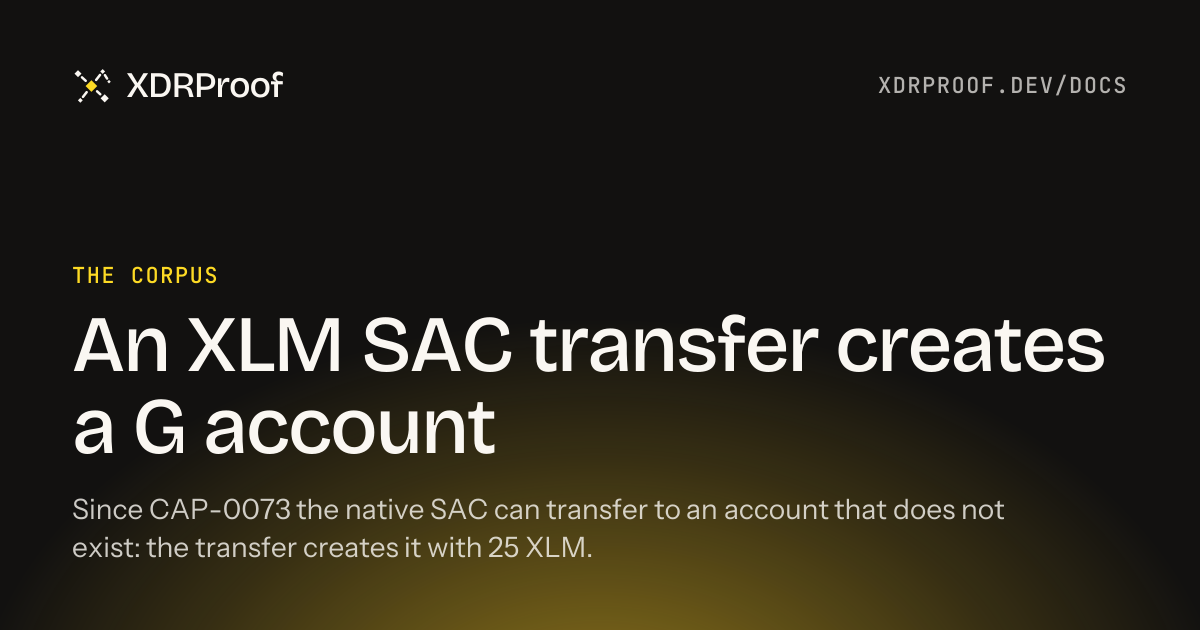 XDRProof
XDRPROOF.DEV/DOCS
THE CORPUS
An XLM SAC transfer creates
a G account
Since CAP-0073 the native SAC can transfer to an account that does not
exist: the transfer creates it with 25 XLM.